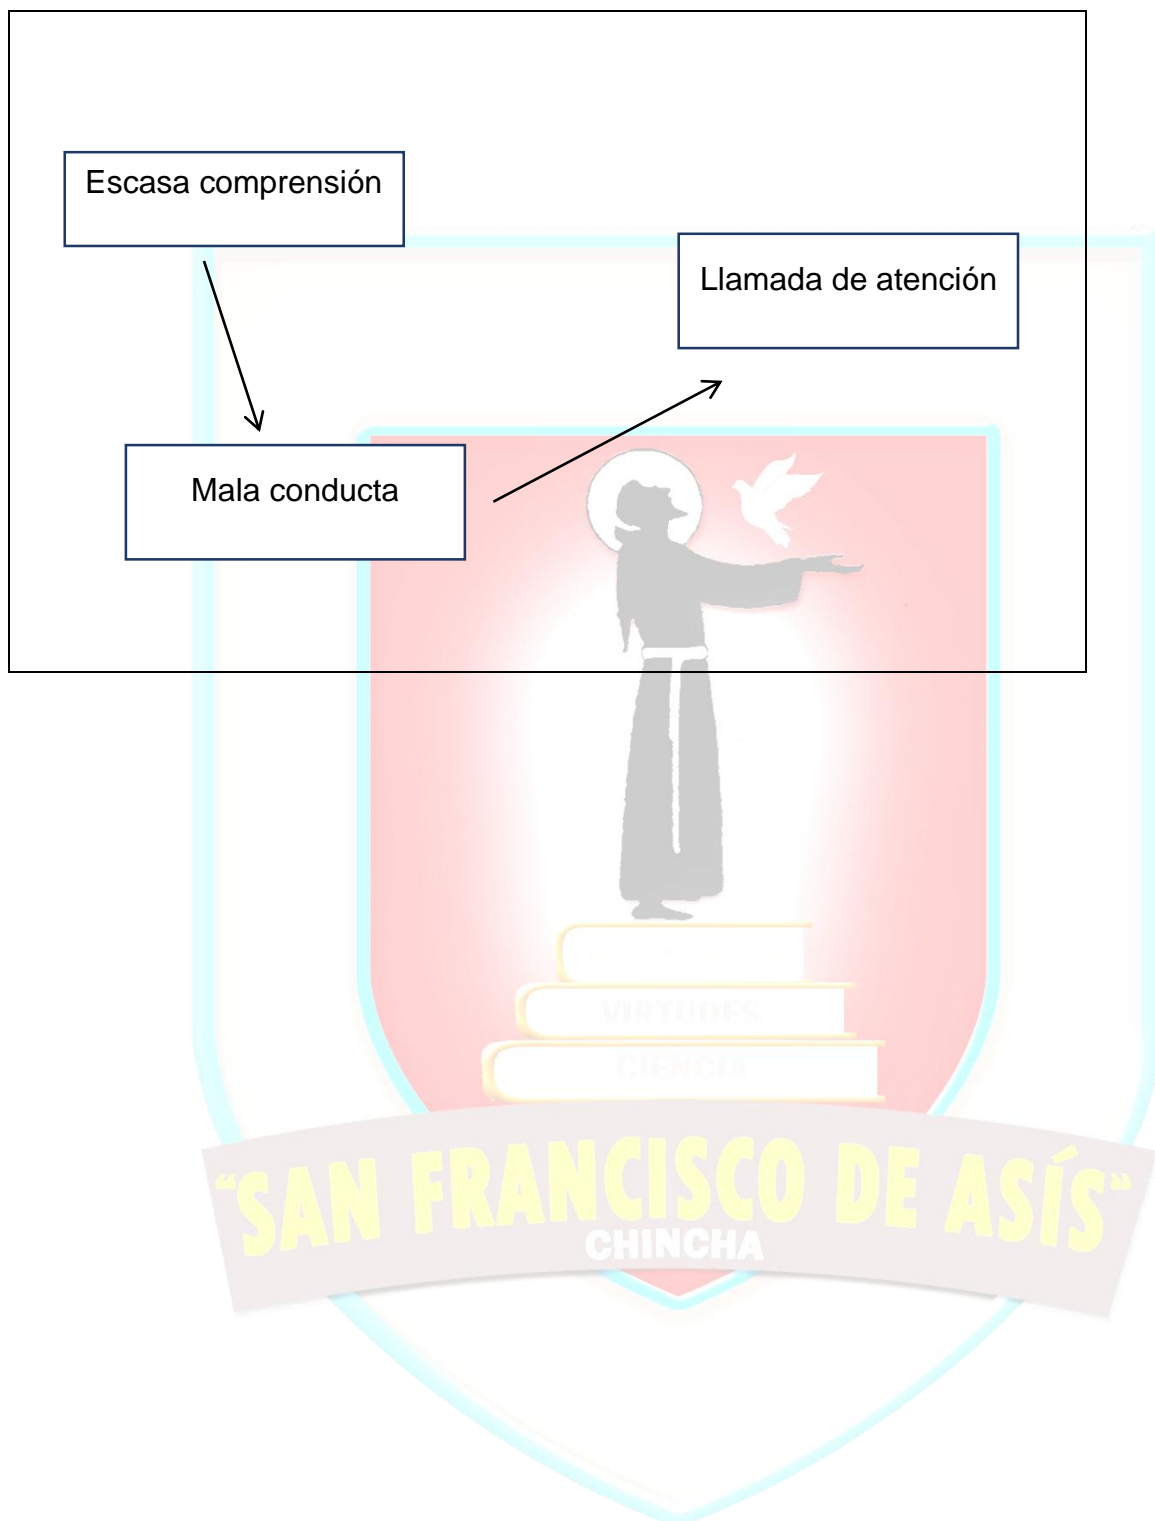 Escasa comprensión
Llamada de atención
Mala conducta
VIRTUDES
CIENCIA
“SAN FRANCISCO DE ASÍS”
CHINCHA